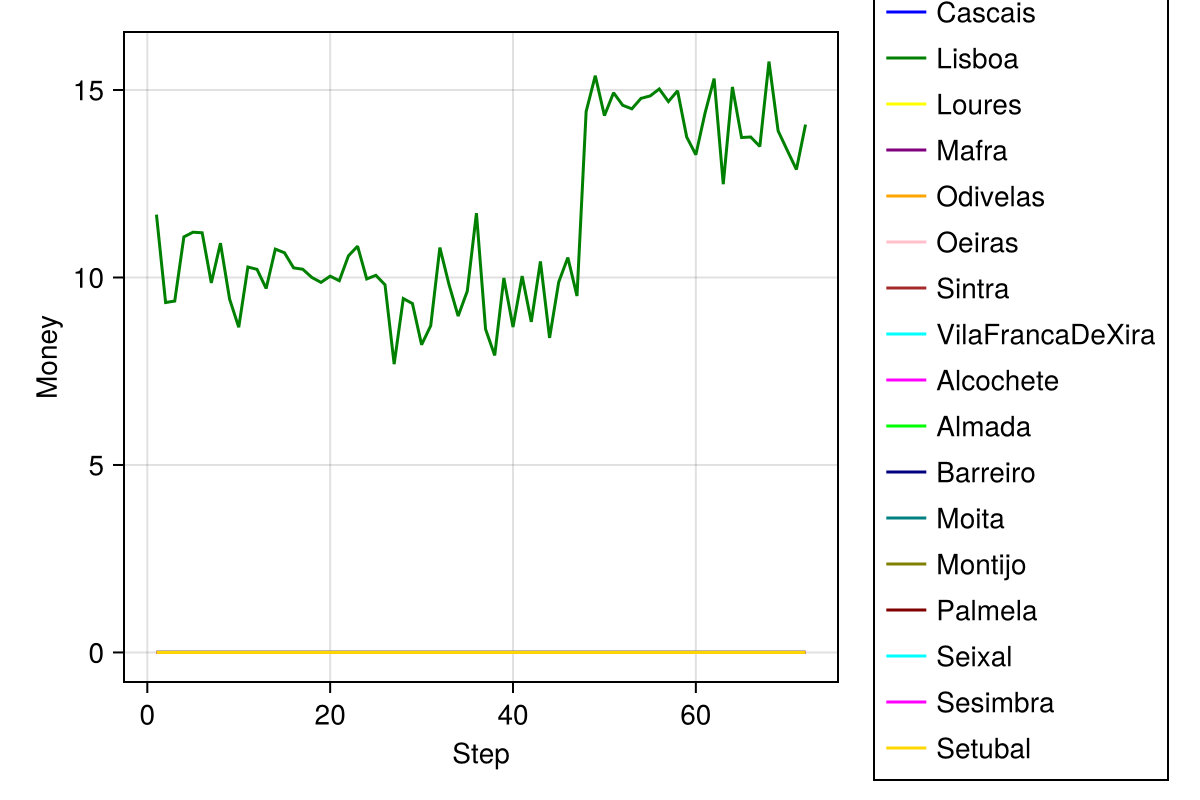 Cascais
Lisboa
Loures
Mafra
Odivelas
Oeiras
Sintra
VilaFrancaDeXira
Alcochete
Almada
Barreiro
Moita
Montijo
Palmela
Seixal
Sesimbra
Setubal
15
10
5
0
Money
0 20 40 60
Step